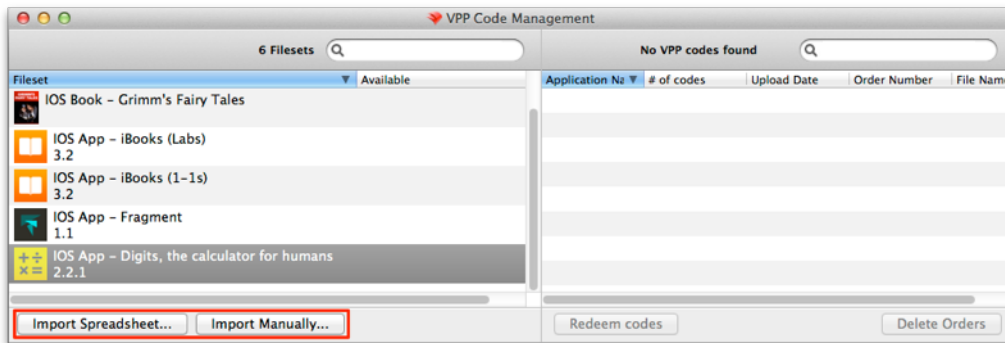 VPP Code Management
6 Filesets
No VPP codes found
Fileset Available
Application Na # of codes Upload Date Order Number File Nam
IOS Book – Grimm's Fairy Tales
IOS App – iBooks (Labs)
3.2
IOS App – iBooks (1–1s)
3.2
IOS App – Fragment
1.1
IOS App – Digits, the calculator for humans
2.2.1
Import Spreadsheet... Import Manually...
Redeem codes Delete Orders